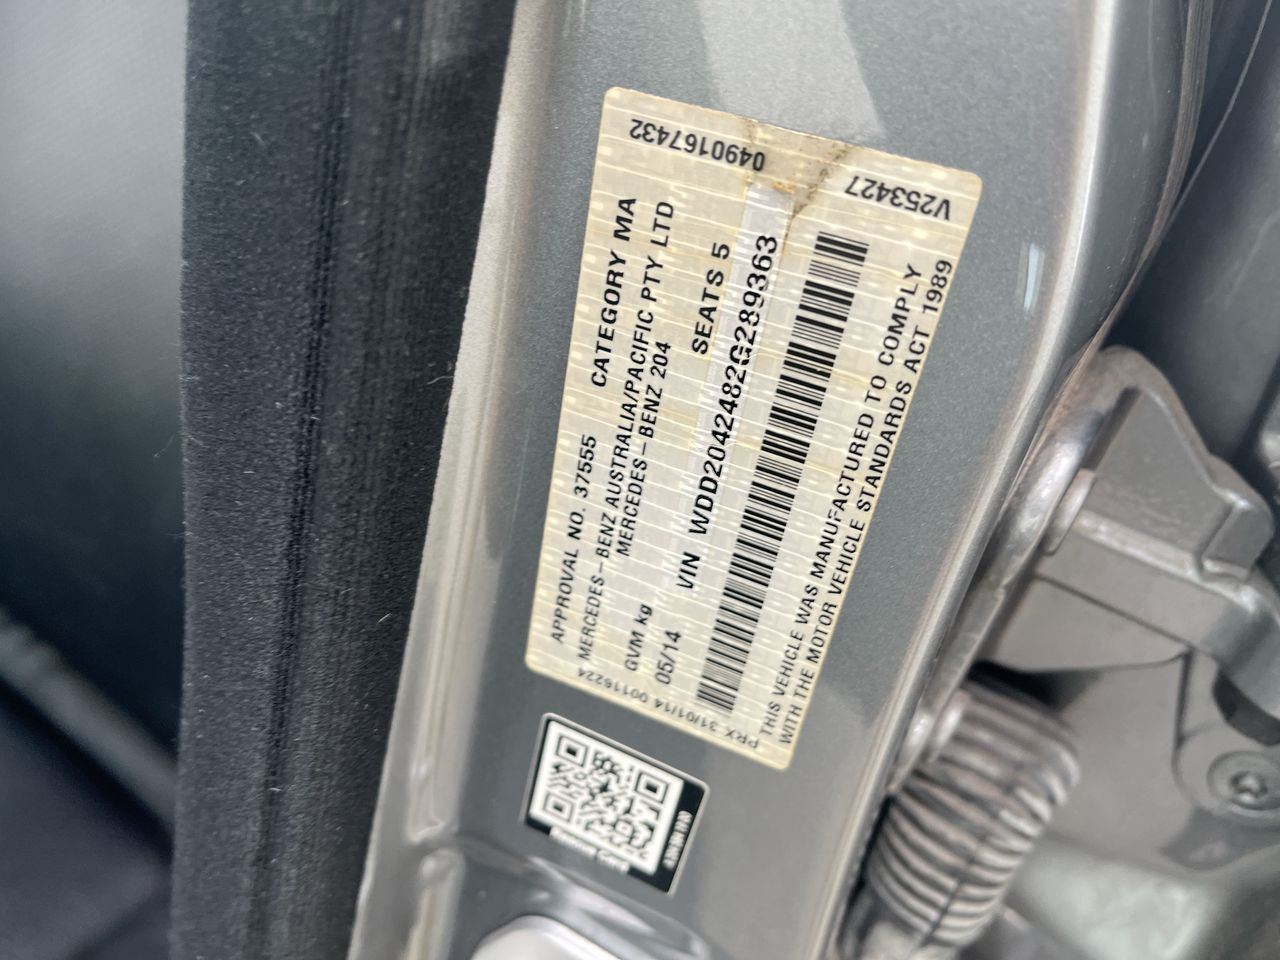 APPROVAL NO. 37555 CATEGORY MA
MERCEDES-BENZ AUSTRALIA/PACIFIC PTY LTD
MERCEDES-BENZ 204
GVM kg SEATS 5
05/14 VIN WDD2042482G289363
THIS VEHICLE WAS MANUFACTURED TO COMPLY
WITH THE MOTOR VEHICLE STANDARDS ACT 1989
0490167432
V253427
PRX 31/01/14 00116224